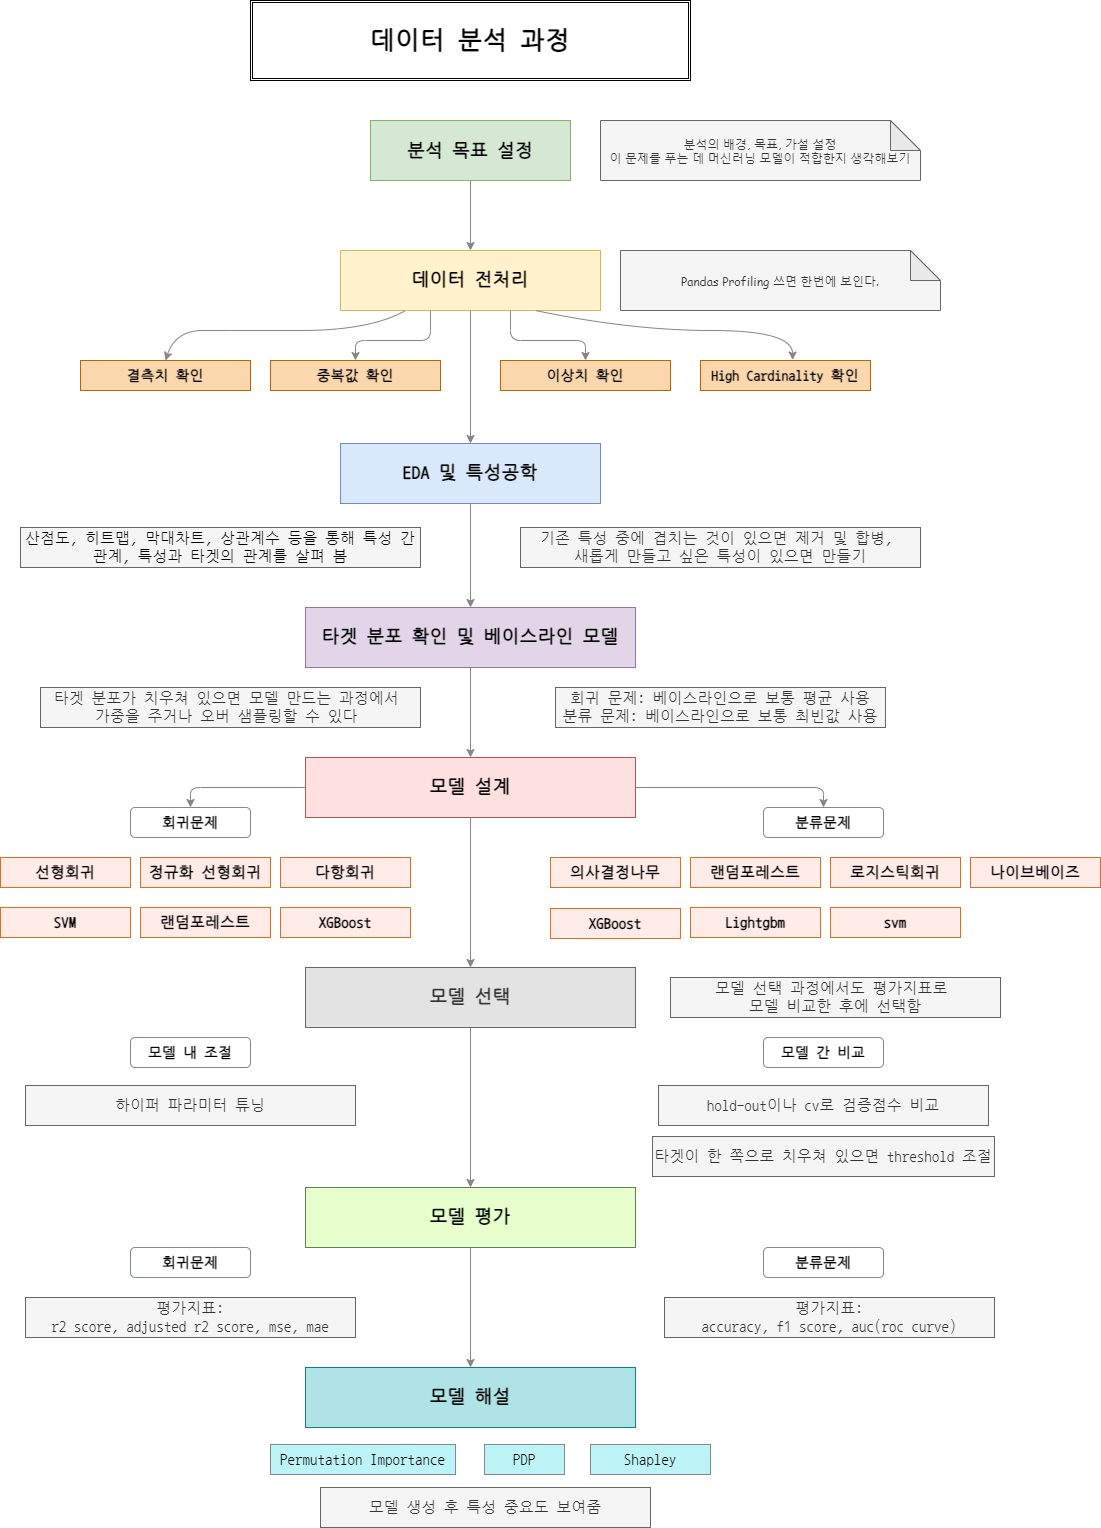 데이터 분석 과정
분석 목표 설정
분석의 배경, 목표, 가설 설정
이 문제를 푸는 데 머신러닝 모델이 적합한지 생각해보기
데이터 전처리
Pandas Profiling 쓰면 한번에 보인다.
결측치 확인
중복값 확인
이상치 확인
High Cardinality 확인
EDA 및 특성공학
산점도, 히트맵, 막대차트, 상관계수 등을 통해 특성 간
관계, 특성과 타겟의 관계를 살펴 봄
기존 특성 중에 겹치는 것이 있으면 제거 및 합병,
새롭게 만들고 싶은 특성이 있으면 만들기
타겟 분포 확인 및 베이스라인 모델
타겟 분포가 치우쳐 있으면 모델 만드는 과정에서
가중을 주거나 오버 샘플링할 수 있다
회귀 문제: 베이스라인으로 보통 평균 사용
분류 문제: 베이스라인으로 보통 최빈값 사용
모델 설계
회귀문제
분류문제
선형회귀
정규화 선형회귀
다항회귀
의사결정나무
랜덤포레스트
로지스틱회귀
나이브베이즈
SVM
랜덤포레스트
XGBoost
XGBoost
Lightgbm
svm
모델 선택
모델 선택 과정에서도 평가지표로
모델 비교한 후에 선택함
모델 내 조절
모델 간 비교
하이퍼 파라미터 튜닝
hold-out이나 cv로 검증점수 비교
타겟이 한 쪽으로 치우쳐 있으면 threshold 조절
모델 평가
회귀문제
분류문제
평가지표:
r2 score, adjusted r2 score, mse, mae
평가지표:
accuracy, f1 score, auc(roc curve)
모델 해설
Permutation Importance
PDP
Shapley
모델 생성 후 특성 중요도 보여줌